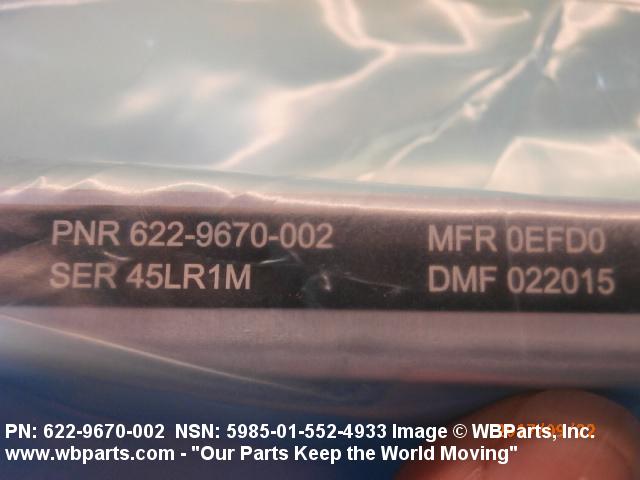 PNR 622-9670-002 MFR 0EFD0
SER 45LR1M DMF 022015
PN: 622-9670-002 NSN: 5985-01-552-4933 Image © WBParts, Inc.
www.wbparts.com - "Our Parts Keep the World Moving"